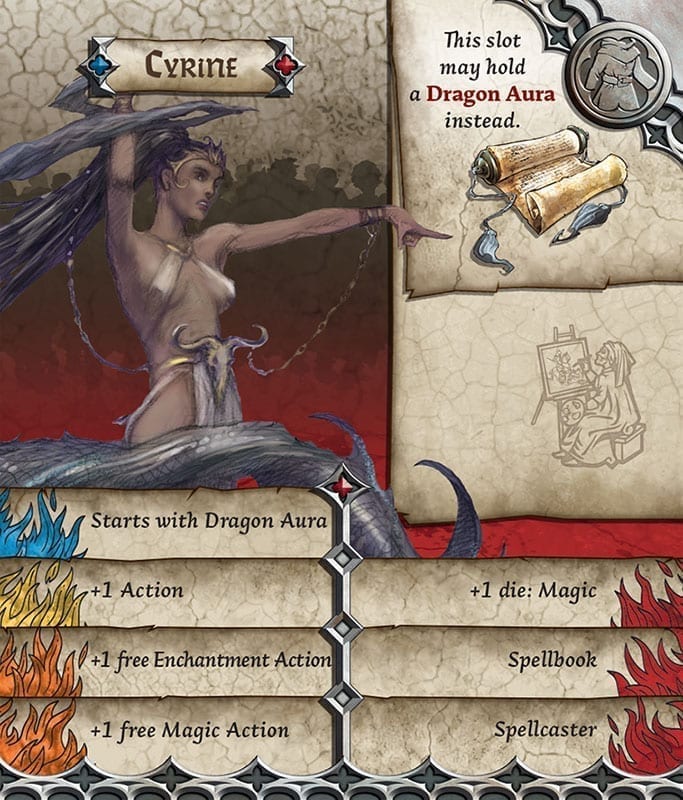 Cyrine
This slot
may hold
a Dragon Aura
instead.
Starts with Dragon Aura
+1 Action
+1 die: Magic
+1 free Enchantment Action
Spellbook
+1 free Magic Action
Spellcaster